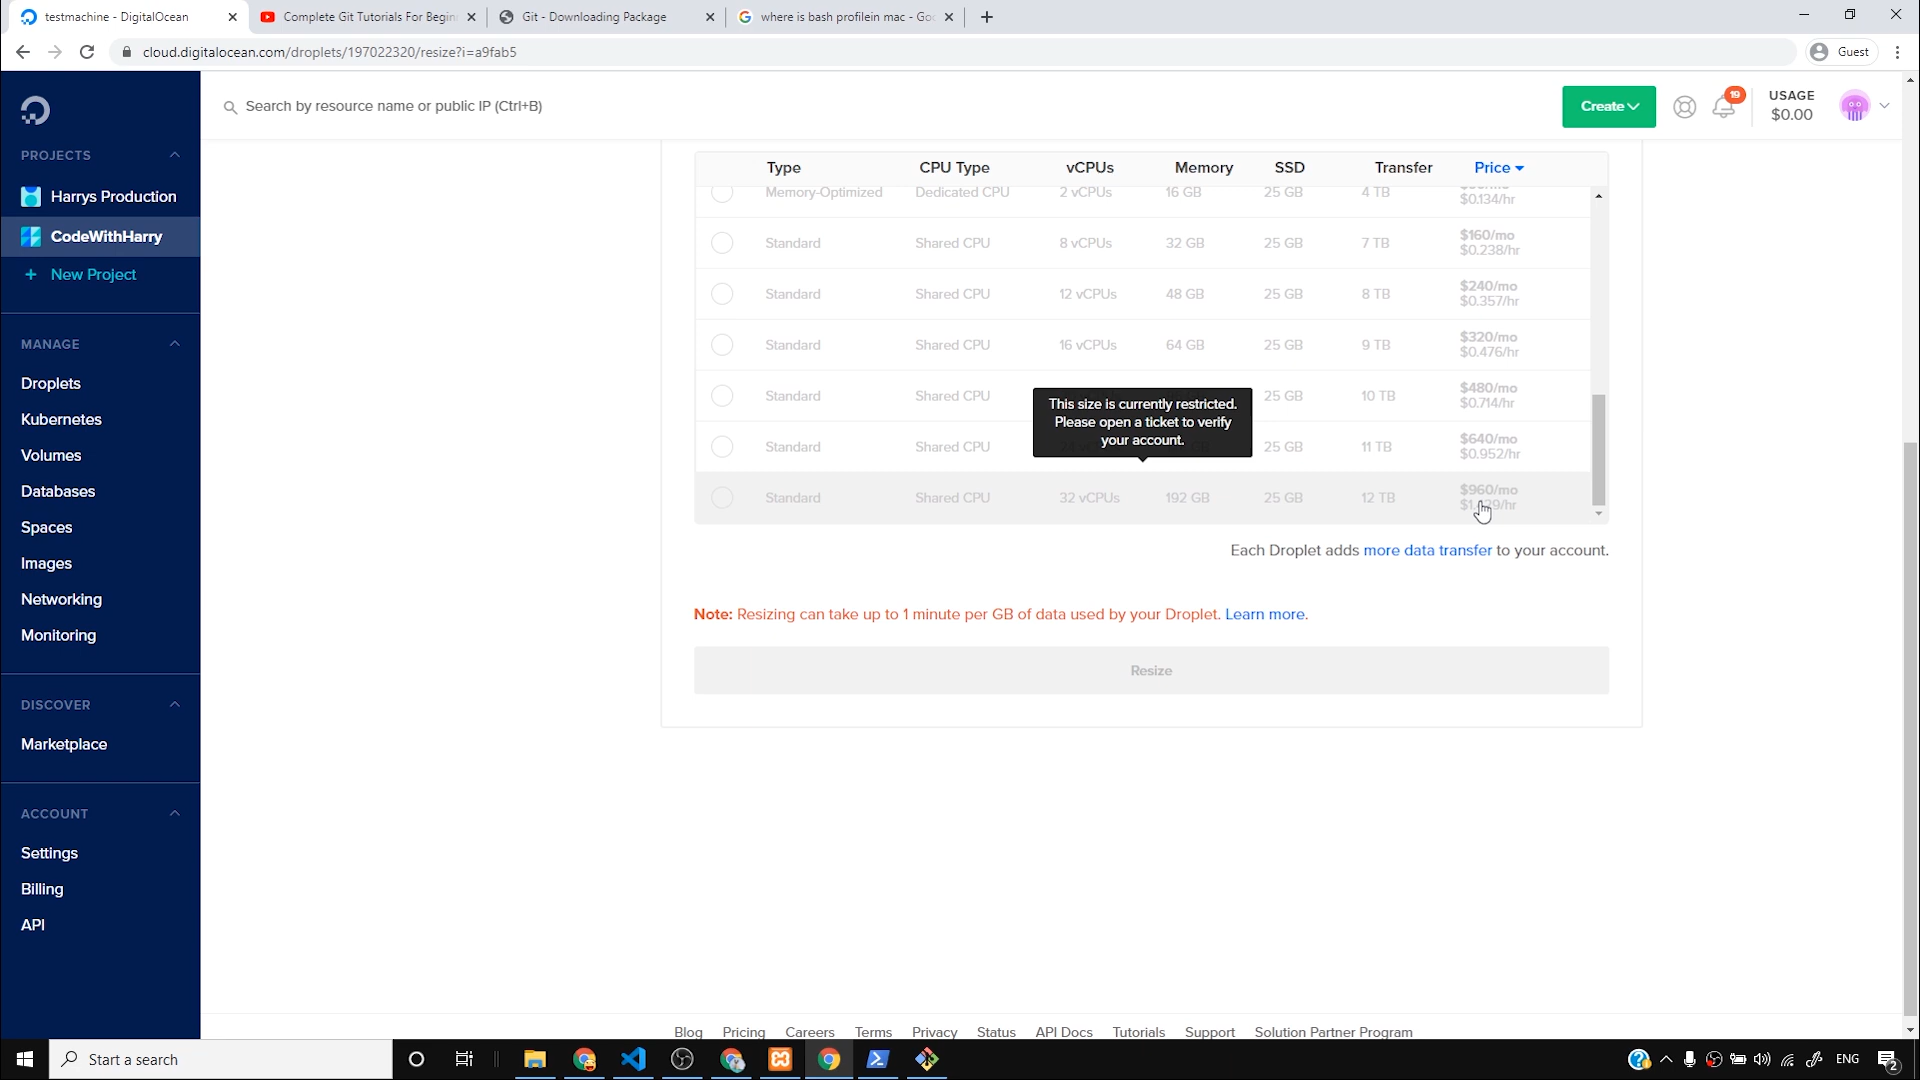 testmachine - DigitalOcean
Complete Git Tutorials For Beginn
Git - Downloading Package
where is bash profilein mac - Goo
cloud.digitalocean.com/droplets/197022320/resize?i=a9fab5
Guest
Search by resource name or public IP (Ctrl+B)
Create
19
USAGE
$0.00
PROJECTS
Harrys Production
CodeWithHarry
+ New Project
MANAGE
Droplets
Kubernetes
Volumes
Databases
Spaces
Images
Networking
Monitoring
DISCOVER
Marketplace
ACCOUNT
Settings
Billing
API
Type CPU Type vCPUs Memory SSD Transfer Price
Memory-Optimized Dedicated CPU 2 vCPUs 16 GB 25 GB 4 TB
$0.134/hr
Standard Shared CPU 8 vCPUs 32 GB 25 GB 7 TB $160/mo
$0.238/hr
Standard Shared CPU 12 vCPUs 48 GB 25 GB 8 TB $240/mo
$0.357/hr
Standard Shared CPU 16 vCPUs 64 GB 25 GB 9 TB $320/mo
$0.476/hr
Standard Shared CPU 25 GB 10 TB $480/mo
$0.714/hr
This size is currently restricted.
Please open a ticket to verify
your account.
Standard Shared CPU 25 GB 11 TB $640/mo
$0.952/hr
Standard Shared CPU 32 vCPUs 192 GB 25 GB 12 TB $960/mo
Each Droplet adds more data transfer to your account.
Note: Resizing can take up to 1 minute per GB of data used by your Droplet. Learn more.
Resize
Blog Pricing Careers Terms Privacy Status API Docs Tutorials Support Solution Partner Program
Start a search
ENG
2